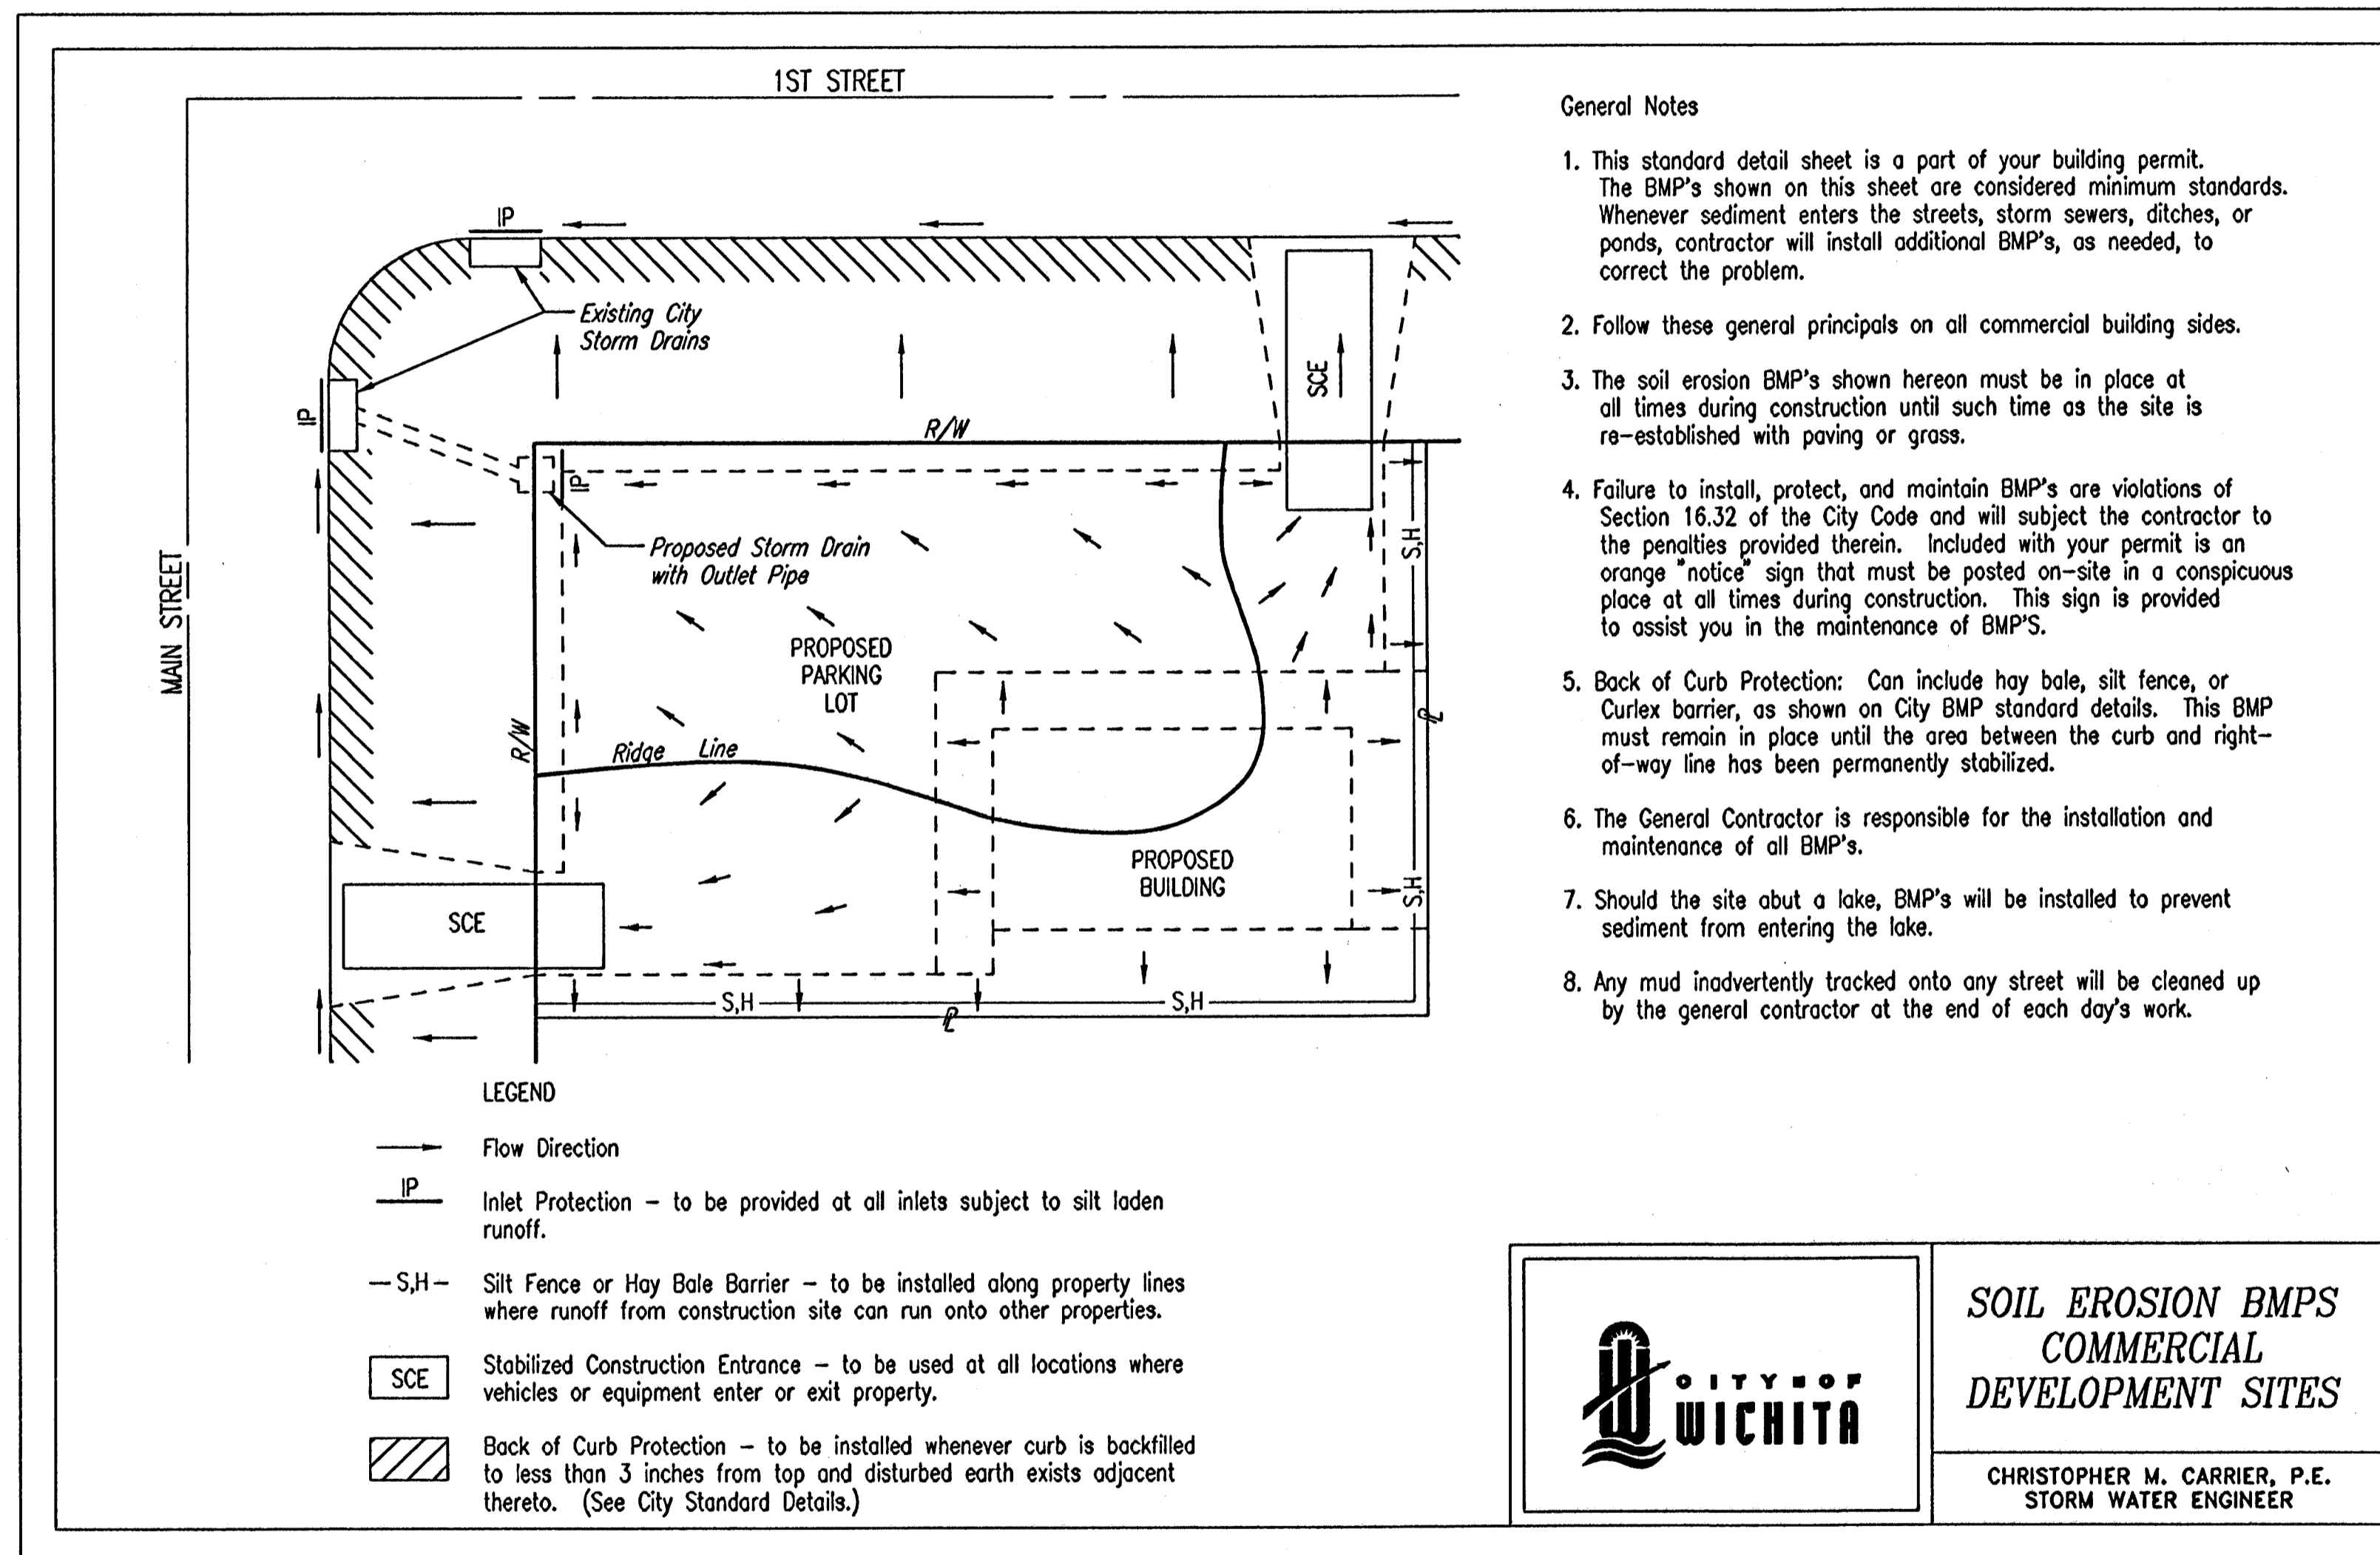 1ST STREET
IP
Existing City
Storm Drains
IP
SCE
R/W
IP
S,H
Proposed Storm Drain
with Outlet Pipe
MAIN STREET
PROPOSED
PARKING
LOT
R/W
Ridge Line
PL
PROPOSED
BUILDING
S,H
SCE
S,H
S,H
PL
LEGEND
Flow Direction
IP
Inlet Protection – to be provided at all inlets subject to silt laden
runoff.
– S,H –
Silt Fence or Hay Bale Barrier – to be installed along property lines
where runoff from construction site can run onto other properties.
SCE
Stabilized Construction Entrance – to be used at all locations where
vehicles or equipment enter or exit property.
Back of Curb Protection – to be installed whenever curb is backfilled
to less than 3 inches from top and disturbed earth exists adjacent
thereto. (See City Standard Details.)
General Notes
1. This standard detail sheet is a part of your building permit.
The BMP's shown on this sheet are considered minimum standards.
Whenever sediment enters the streets, storm sewers, ditches, or
ponds, contractor will install additional BMP's, as needed, to
correct the problem.
2. Follow these general principals on all commercial building sides.
3. The soil erosion BMP's shown hereon must be in place at
all times during construction until such time as the site is
re–established with paving or grass.
4. Failure to install, protect, and maintain BMP's are violations of
Section 16.32 of the City Code and will subject the contractor to
the penalties provided therein. Included with your permit is an
orange "notice" sign that must be posted on–site in a conspicuous
place at all times during construction. This sign is provided
to assist you in the maintenance of BMP'S.
5. Back of Curb Protection: Can include hay bale, silt fence, or
Curlex barrier, as shown on City BMP standard details. This BMP
must remain in place until the area between the curb and right–
of–way line has been permanently stabilized.
6. The General Contractor is responsible for the installation and
maintenance of all BMP's.
7. Should the site abut a lake, BMP's will be installed to prevent
sediment from entering the lake.
8. Any mud inadvertently tracked onto any street will be cleaned up
by the general contractor at the end of each day's work.
CITY OF
WICHITA
SOIL EROSION BMPS
COMMERCIAL
DEVELOPMENT SITES
CHRISTOPHER M. CARRIER, P.E.
STORM WATER ENGINEER